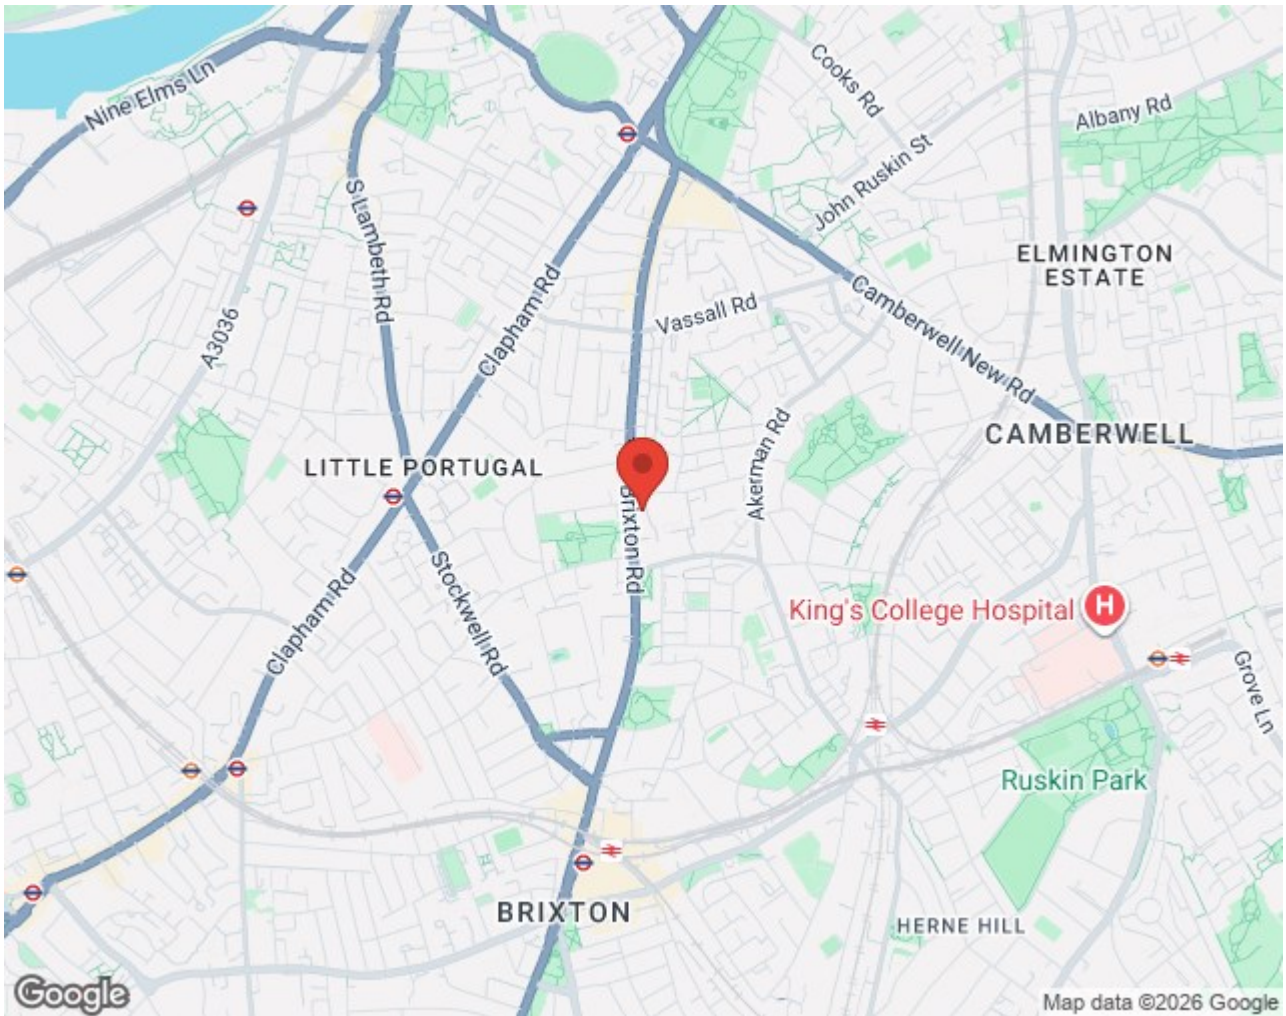 Nine Elms Ln
Cooks Rd
Albany Rd
John Ruskin St
S Lambeth Rd
ELMINGTON
ESTATE
A3036
Clapham Rd
Vassall Rd
Camberwell New Rd
CAMBERWELL
LITTLE PORTUGAL
Akerman Rd
Brixton Rd
Stockwell Rd
Clapham Rd
King's College Hospital
H
Grove Ln
Ruskin Park
BRIXTON
HERNE HILL
Google
Map data ©2026 Google